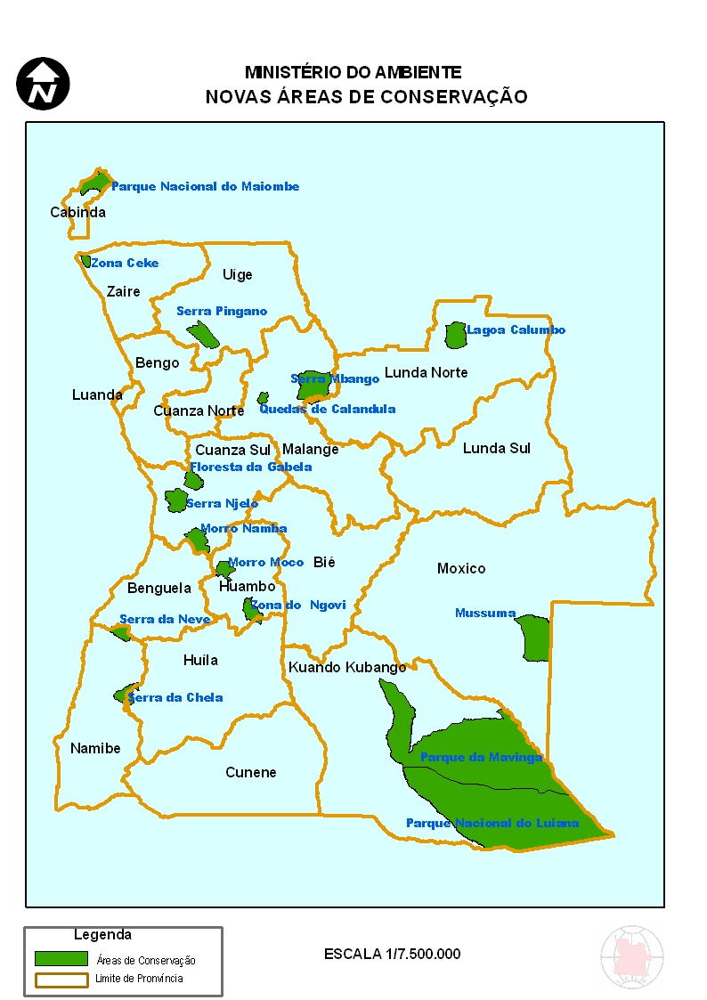 MINISTÉRIO DO AMBIENTE
NOVAS ÁREAS DE CONSERVAÇÃO
N
Parque Nacional do Maiombe
Cabinda
Zona Ceke
Zaire
Uíge
Serra Pingano
Lagoa Calumbo
Bengo
Lunda Norte
Serra Mbango
Luanda
Cuanza Norte
Quedas de Calandula
Cuanza Sul
Malange
Lunda Sul
Floresta da Gabela
Serra Njelo
Morro Namba
Morro Moco
Bié
Moxico
Benguela
Huambo
Zona do Ngovi
Mussuma
Serra da Neve
Huíla
Kuando Kubango
Serra da Chela
Namibe
Parque da Mavinga
Cunene
Parque Nacional do Luiana
Legenda
Áreas de Conservação
Limite de Pronvíncia
ESCALA 1/7.500.000